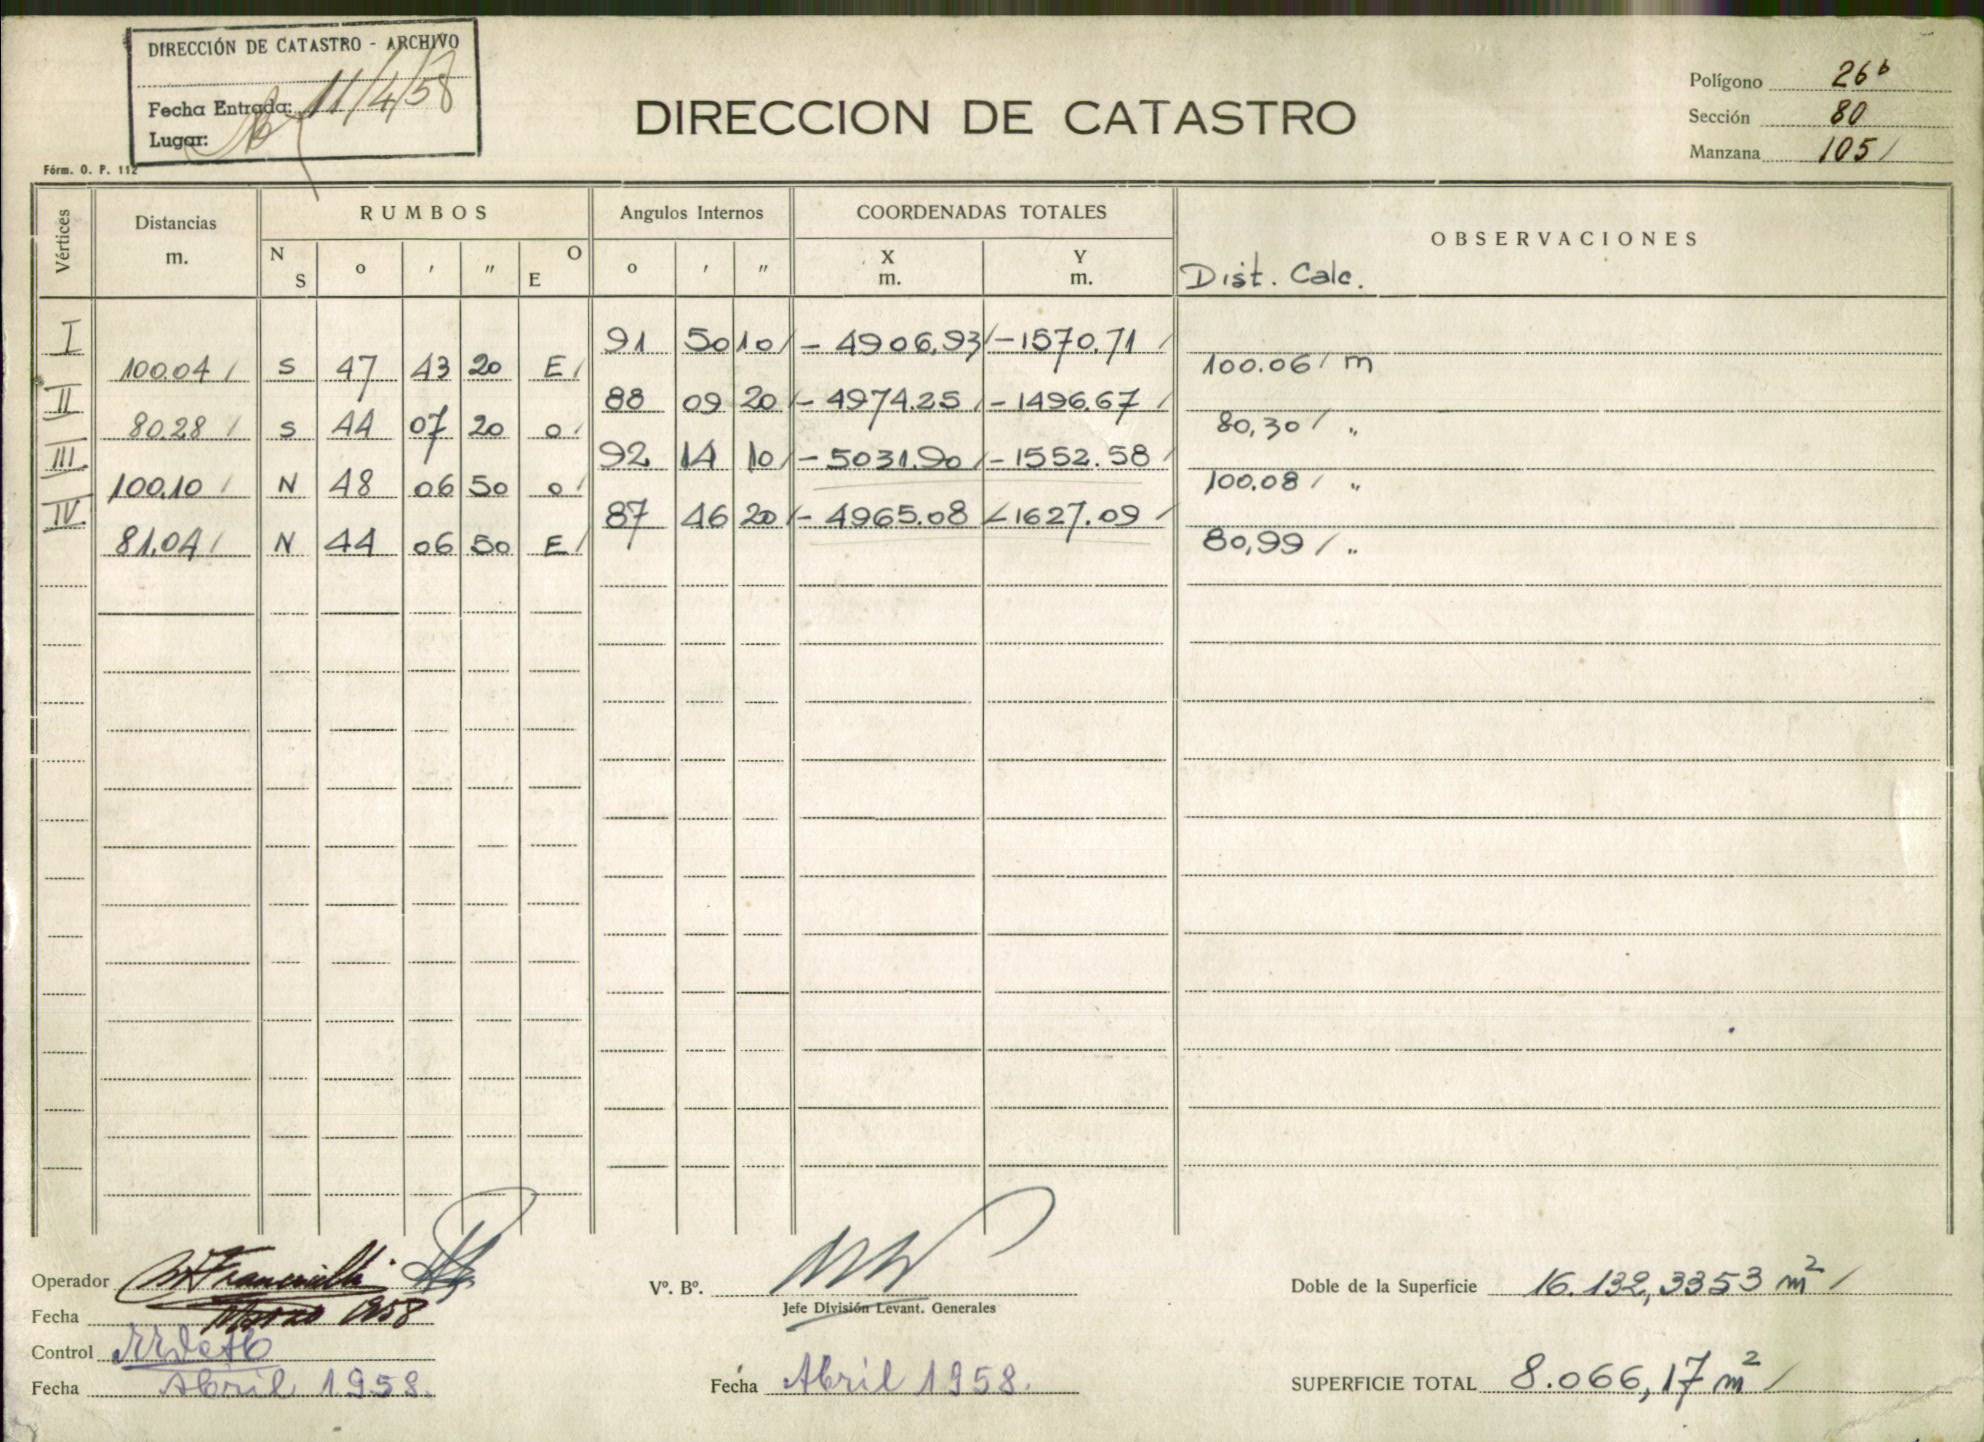 DIRECCIÓN DE CATASTRO - ARCHIVO
Fecha Entrada: 11/4/58
Lugar:
Fórm. O. P. 112
DIRECCION DE CATASTRO
Polígono 26b
Sección 80
Manzana 105/
Vértices Distancias m. RUMBOS Angulos Internos COORDENADAS TOTALES OBSERVACIONES
N S o ' " O E o ' " X m. Y m. Dist. Calc.
I 91 50 10/ - 4906,93/ - 1570.71/
100.04/ S 47 43 20 E/ 100.06/ m
II 88 09 20/ - 4974.25/ - 1496.67/
80.28/ S 44 07 20 O/ 80,30/ "
III 92 14 10/ - 5031.90/ - 1552.58/
100.10/ N 48 06 50 O/ 100.08/ "
IV 87 46 20/ - 4965.08/ - 1627.09/
81.04/ N 44 06 50 E/ 80,99/ "
Operador
Fecha Marzo 1958
Control
Fecha Abril 1958.
Vº. Bº.
Jefe División Levant. Generales
Fecha Abril 1958.
Doble de la Superficie 16.132,3353 m2/
SUPERFICIE TOTAL 8.066,17 m2/